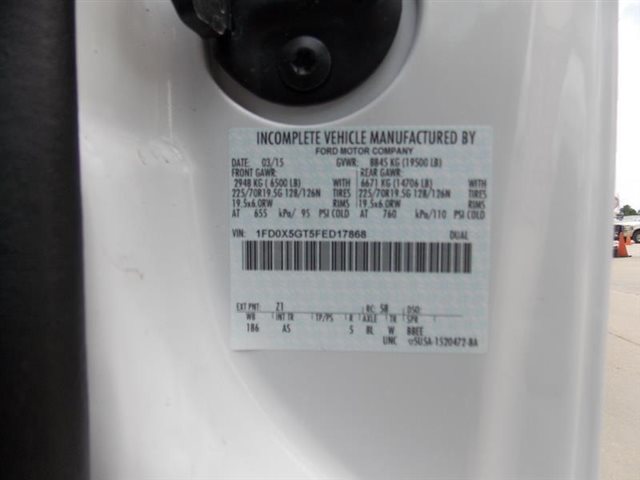 INCOMPLETE VEHICLE MANUFACTURED BY
FORD MOTOR COMPANY
DATE: 03/15 GVWR: 8845 KG (19500 LB)
FRONT GAWR: REAR GAWR:
2948 KG ( 6500 LB) WITH 6671 KG (14706 LB) WITH
225/70R19.5G 128/126N TIRES 225/70R19.5G 128/126N TIRES
19.5x6.0RW RIMS 19.5x6.0RW RIMS
AT 655 kPa/ 95 PSI COLD AT 760 kPa/110 PSI COLD
VIN: 1FD0X5GT5FED17868 DUAL
EXT PNT: Z1 RC: 58 DSO:
WB INT TR TP/PS R AXLE TR SPR
186 AS 5 BL W BBEE
UNC 5U5A-1520472-BA